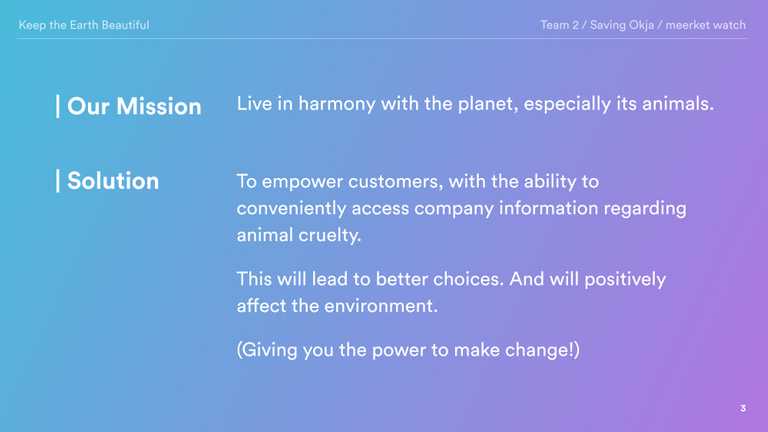 Keep the Earth Beautiful
Team 2 / Saving Okja / meerket watch
| Our Mission
Live in harmony with the planet, especially its animals.
| Solution
To empower customers, with the ability to
conveniently access company information regarding
animal cruelty.
This will lead to better choices. And will positively
affect the environment.
(Giving you the power to make change!)
3